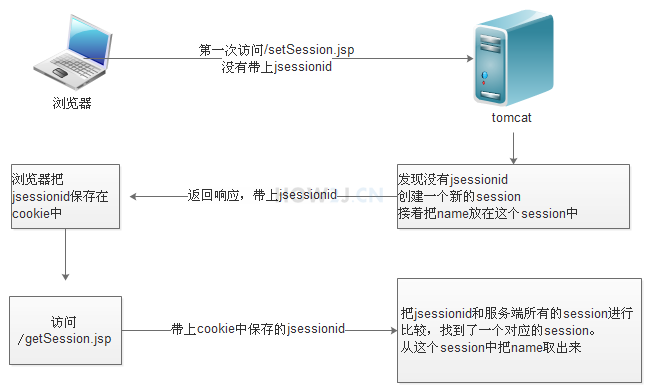 第一次访问/setSession.jsp
没有带上jsessionid
浏览器
tomcat
浏览器把
jsessionid保存在
cookie中
返回响应，带上jsessionid
发现没有jsessionid
创建一个新的session
接着把name放在这个session中
访问
/getSession.jsp
带上cookie中保存的jsessionid
把jsessionid和服务端所有的session进行
比较，找到了一个对应的session。
从这个session中把name取出来